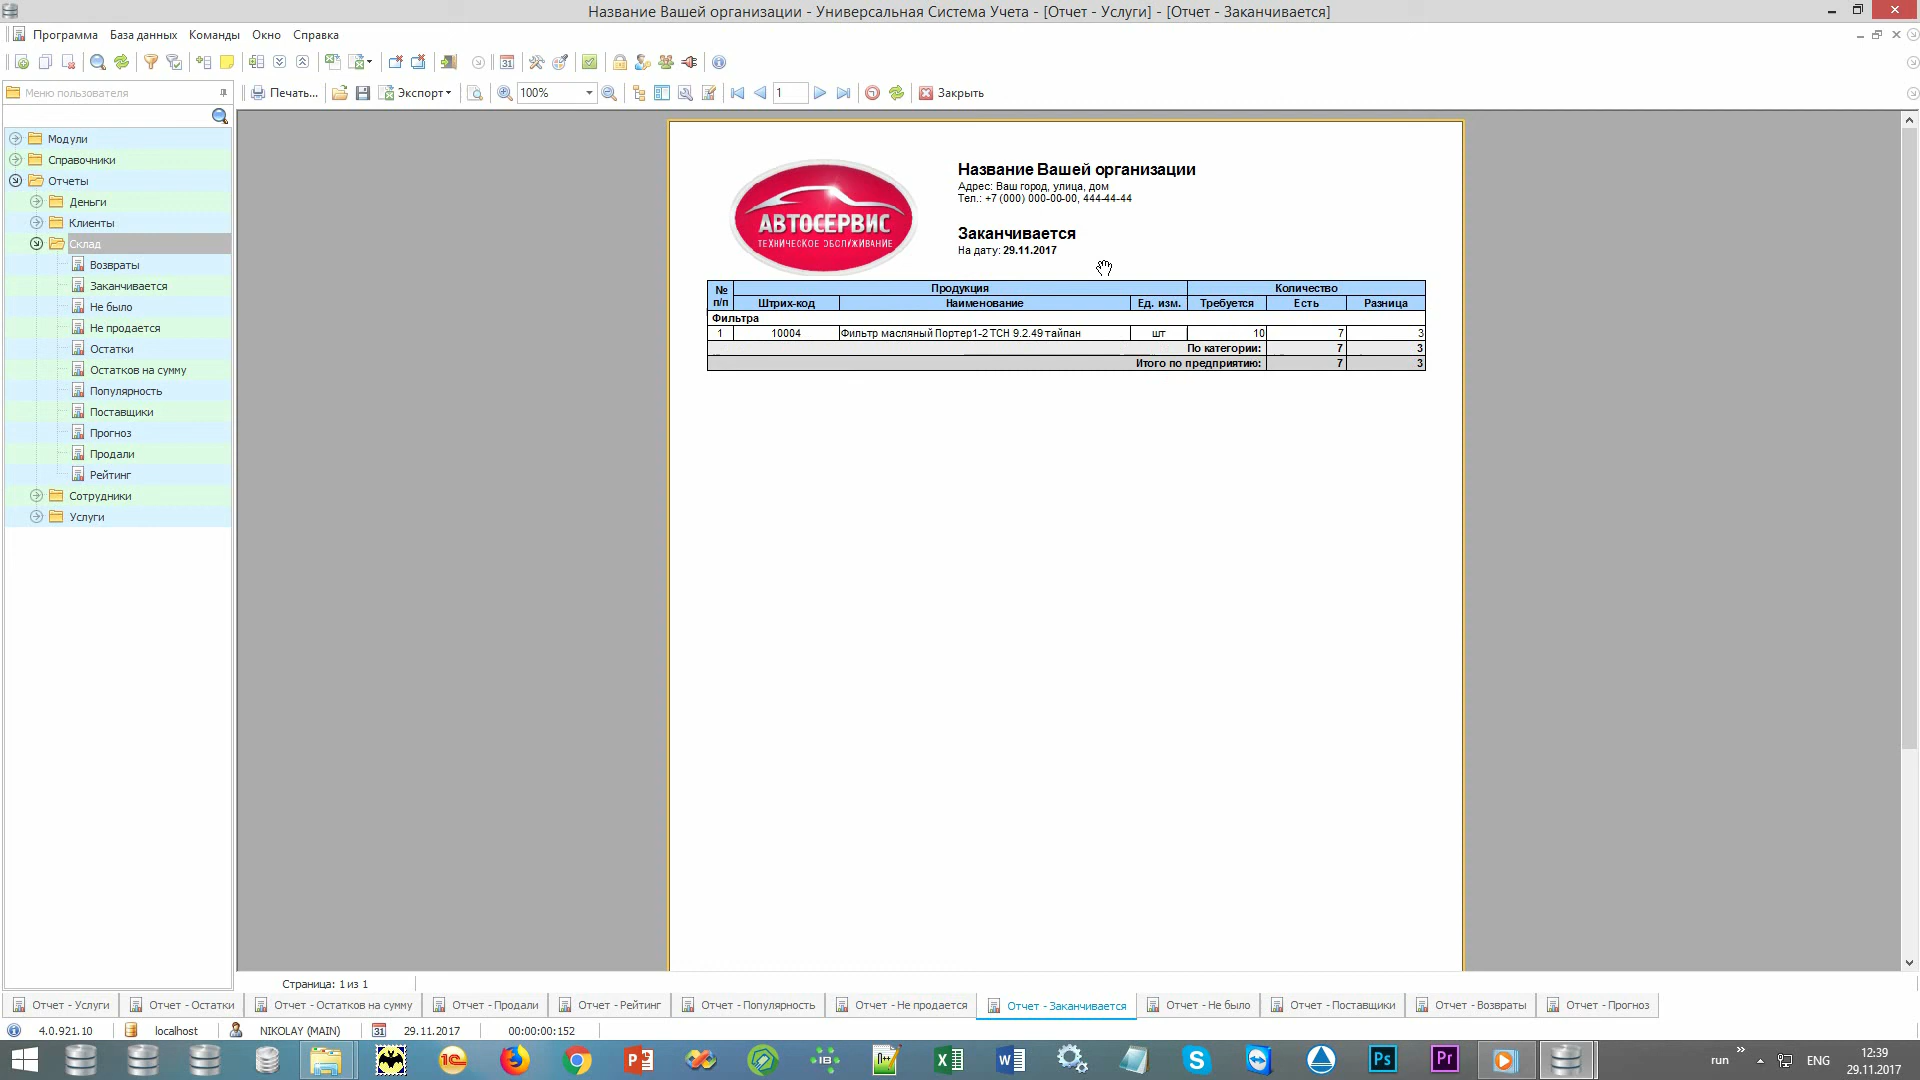 Название Вашей организации - Универсальная Система Учета - [Отчет - Услуги] - [Отчет - Заканчивается]
Программа База данных Команды Окно Справка
Меню пользователя
Печать... Экспорт 100% 1 Закрыть
Модули
Справочники
Отчеты
Деньги
Клиенты
Склад
Возвраты
Заканчивается
Не было
Не продается
Остатки
Остатков на сумму
Популярность
Поставщики
Прогноз
Продали
Рейтинг
Сотрудники
Услуги
АВТОСЕРВИС
ТЕХНИЧЕСКОЕ ОБСЛУЖИВАНИЕ
Название Вашей организации
Адрес: Ваш город, улица, дом
Тел.: +7 (000) 000-00-00, 444-44-44
Заканчивается
На дату: 29.11.2017
№ п/п Продукция Количество
Штрих-код Наименование Ед. изм. Требуется Есть Разница
Фильтра
1 10004 Фильтр масляный Портер1-2 ТСН 9.2.49 тайпан шт 10 7 3
По категории: 7 3
Итого по предприятию: 7 3
Страница: 1 из 1
Отчет - Услуги Отчет - Остатки Отчет - Остатков на сумму Отчет - Продали Отчет - Рейтинг Отчет - Популярность Отчет - Не продается Отчет - Заканчивается Отчет - Не было Отчет - Поставщики Отчет - Возвраты Отчет - Прогноз
4.0.921.10 localhost NIKOLAY (MAIN) 31 29.11.2017 00:00:00:152
run ENG 12:39
29.11.2017